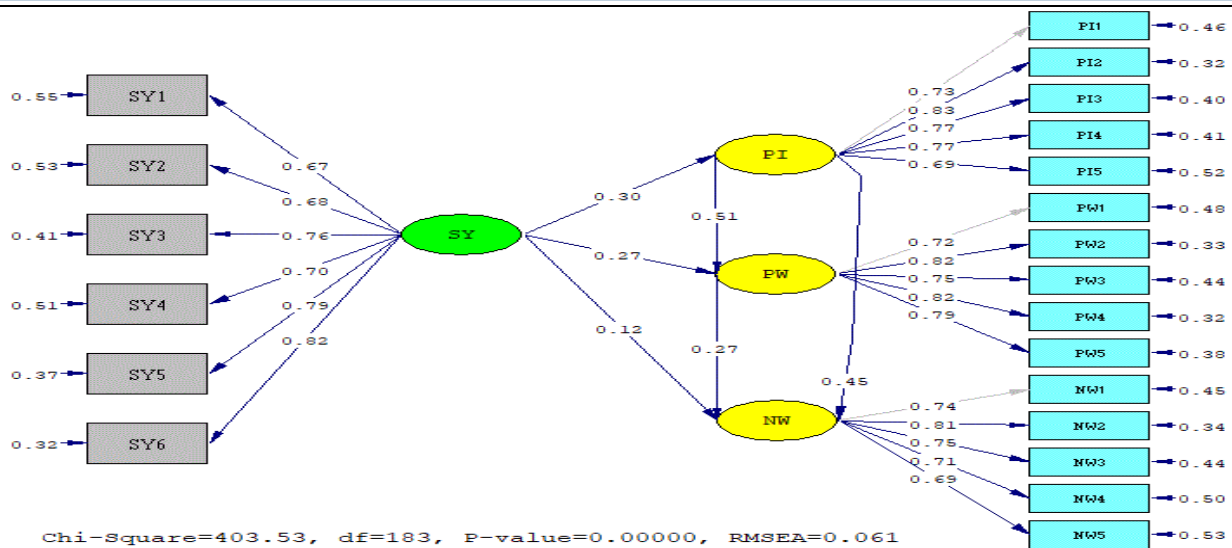 PI1 0.46
PI2 0.32
0.73
0.83
PI3 0.40
0.55 SY1
0.77
PI4 0.41
0.77
0.69
PI PI5 0.52
0.53 SY2 0.67
0.30
0.68
PW1 0.48
0.51
0.41 SY3 0.76 SY
0.72 PW2 0.33
0.27
0.82
0.70
PW PW3 0.44
0.75
0.82
0.51 SY4 0.79
0.79 PW4 0.32
0.12
0.82
0.27 PW5 0.38
0.37 SY5
0.45
NW1 0.45
0.74
NW 0.81 NW2 0.34
0.32 SY6
0.75
0.71 NW3 0.44
0.69
NW4 0.50
Chi-Square=403.53, df=183, P-value=0.00000, RMSEA=0.061 NW5 0.53